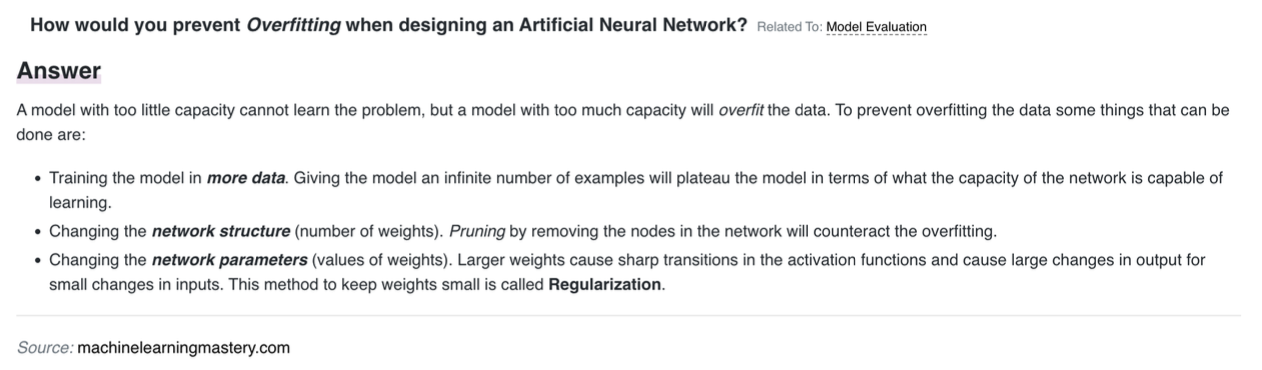 How would you prevent Overfitting when designing an Artificial Neural Network? Related To: Model Evaluation
Answer
A model with too little capacity cannot learn the problem, but a model with too much capacity will overfit the data. To prevent overfitting the data some things that can be
done are:
• Training the model in more data. Giving the model an infinite number of examples will plateau the model in terms of what the capacity of the network is capable of
learning.
• Changing the network structure (number of weights). Pruning by removing the nodes in the network will counteract the overfitting.
• Changing the network parameters (values of weights). Larger weights cause sharp transitions in the activation functions and cause large changes in output for
small changes in inputs. This method to keep weights small is called Regularization.
Source: machinelearningmastery.com